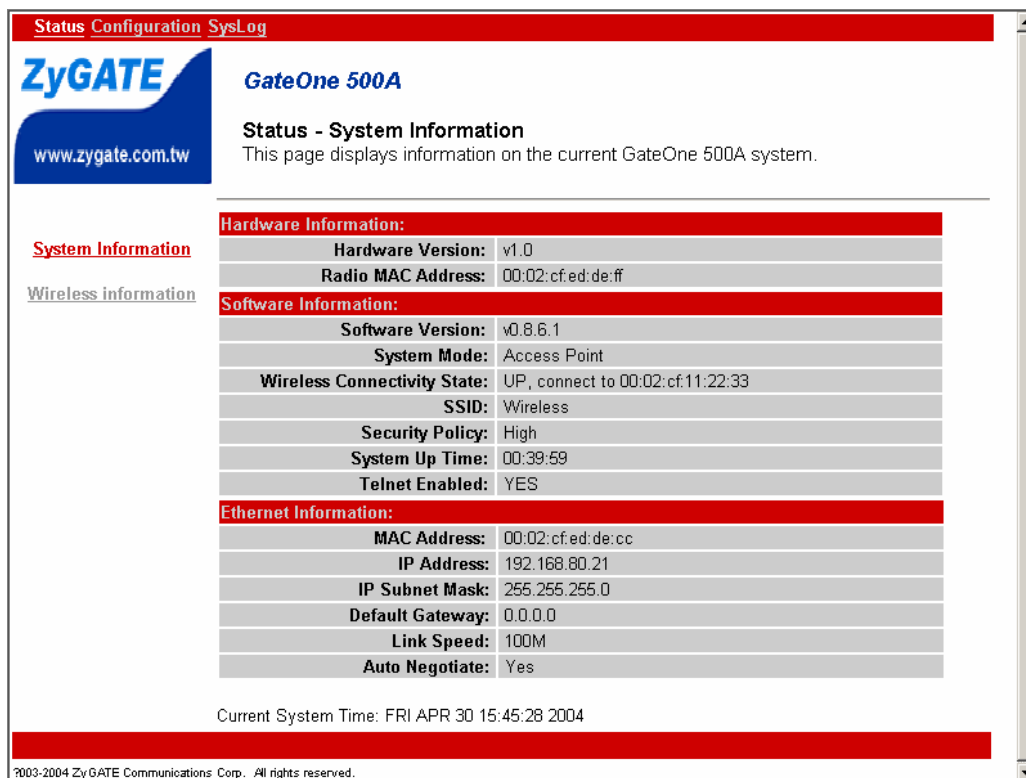 Status Configuration SysLog
ZyGATE
www.zygate.com.tw
GateOne 500A
Status - System Information
This page displays information on the current GateOne 500A system.
System Information
Wireless information
Hardware Information:
Hardware Version: v1.0
Radio MAC Address: 00:02:cf:ed:de:ff
Software Information:
Software Version: v0.8.6.1
System Mode: Access Point
Wireless Connectivity State: UP, connect to 00:02:cf:11:22:33
SSID: Wireless
Security Policy: High
System Up Time: 00:39:59
Telnet Enabled: YES
Ethernet Information:
MAC Address: 00:02:cf:ed:de:cc
IP Address: 192.168.80.21
IP Subnet Mask: 255.255.255.0
Default Gateway: 0.0.0.0
Link Speed: 100M
Auto Negotiate: Yes
Current System Time: FRI APR 30 15:45:28 2004
?003-2004 ZyGATE Communications Corp. All rights reserved.